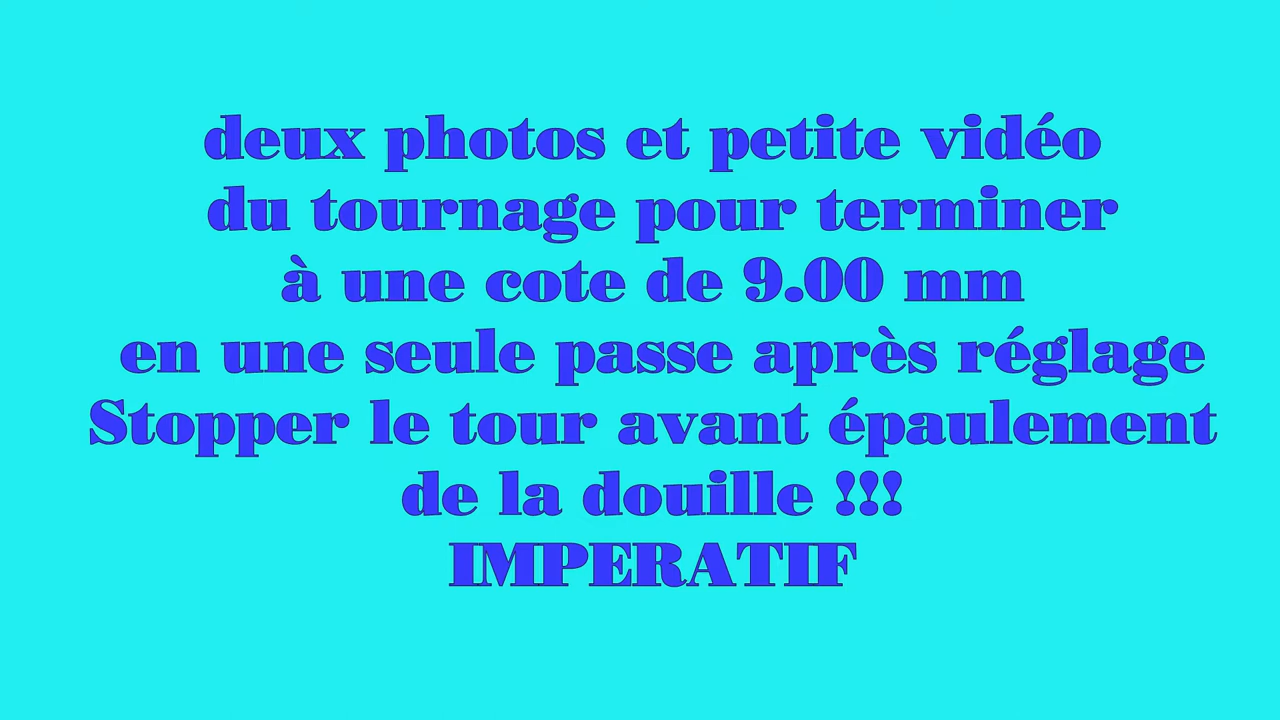 deux photos et petite vidéo
du tournage pour terminer
à une cote de 9.00 mm
en une seule passe après réglage
Stopper le tour avant épaulement
de la douille !!!
IMPERATIF